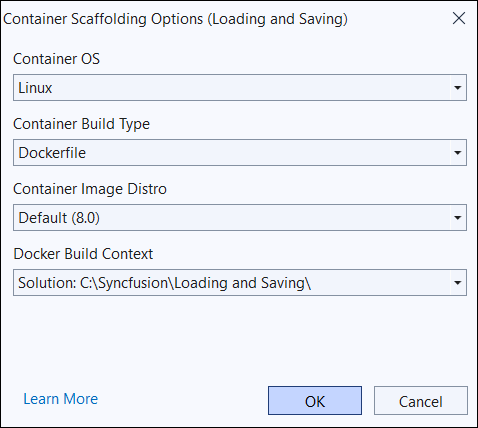 Container Scaffolding Options (Loading and Saving)
Container OS
Linux
Container Build Type
Dockerfile
Container Image Distro
Default (8.0)
Docker Build Context
Solution: C:\Syncfusion\Loading and Saving\
Learn More
OK
Cancel